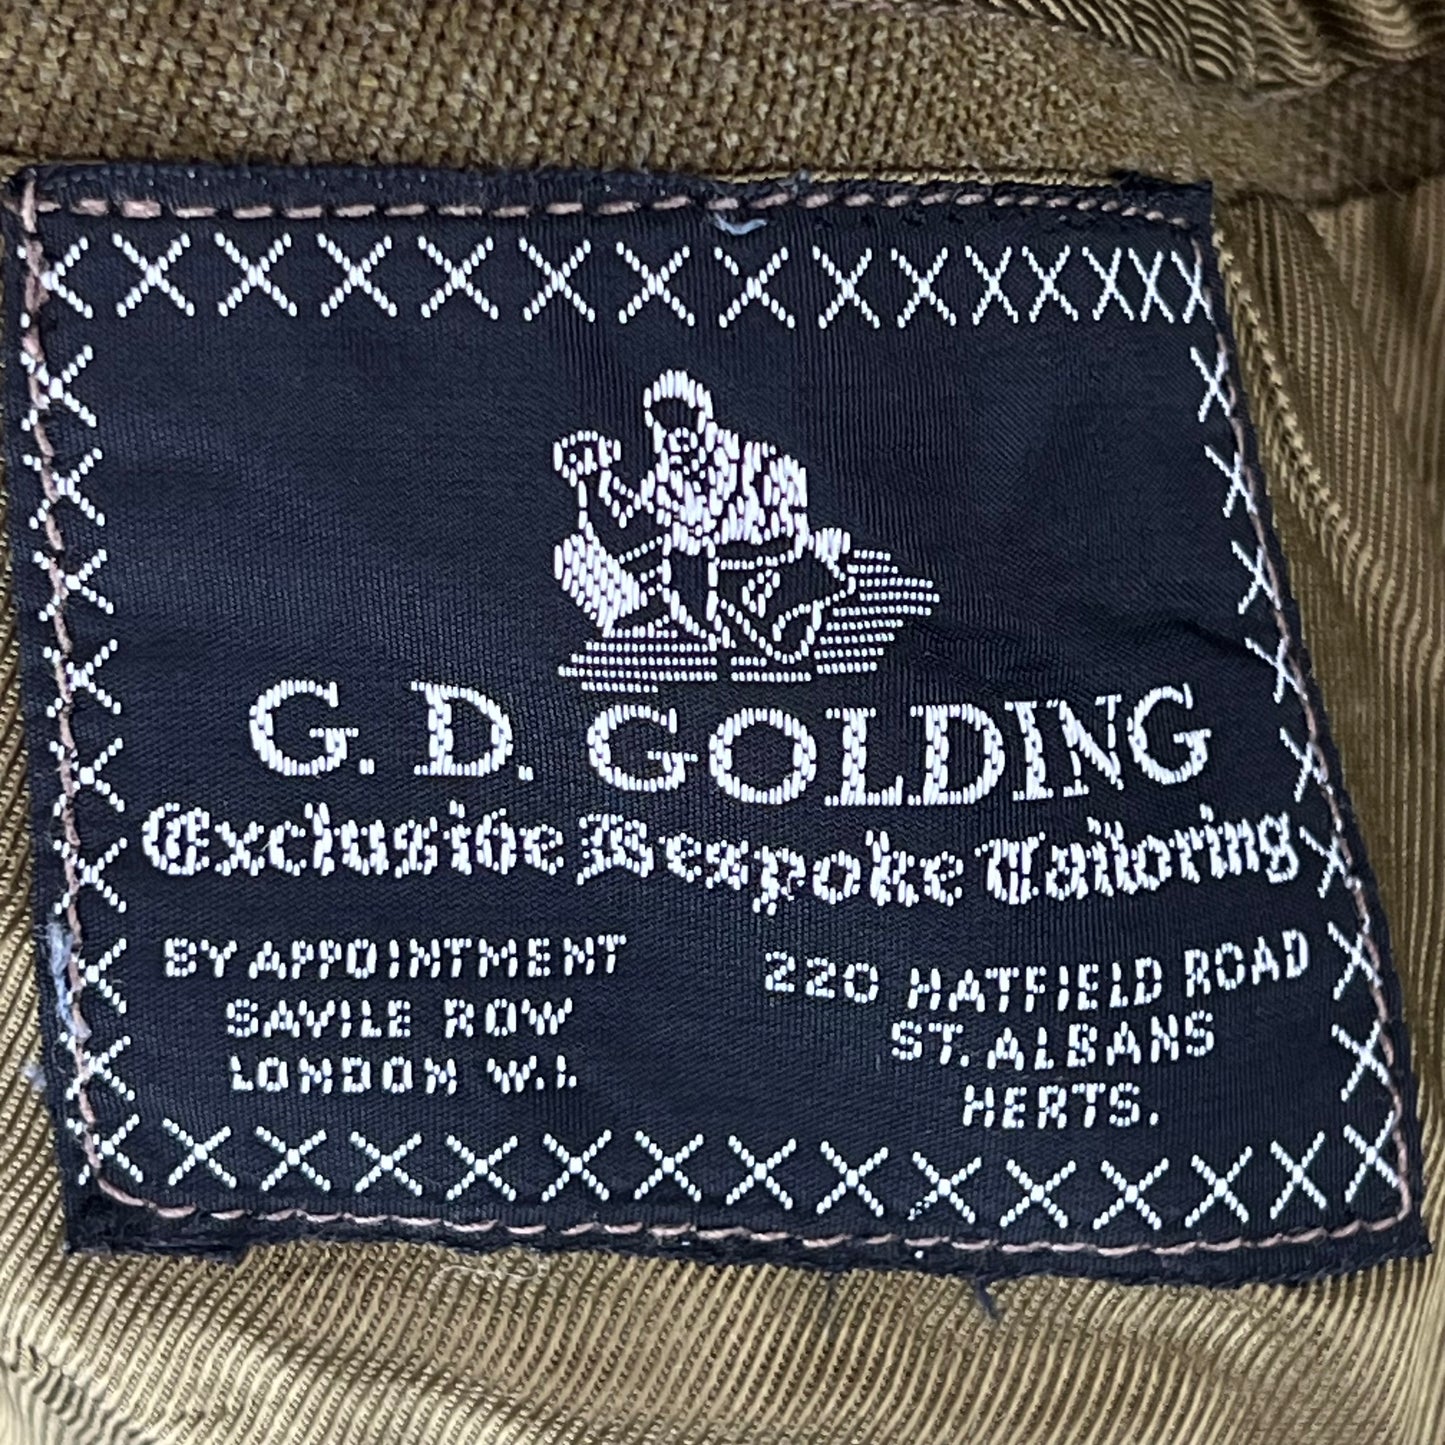 G. D. GOLDING
Exclusive Bespoke Tailoring
BY APPOINTMENT
SAVILE ROW
LONDON W.1.
220 HATFIELD ROAD
ST. ALBANS
HERTS.